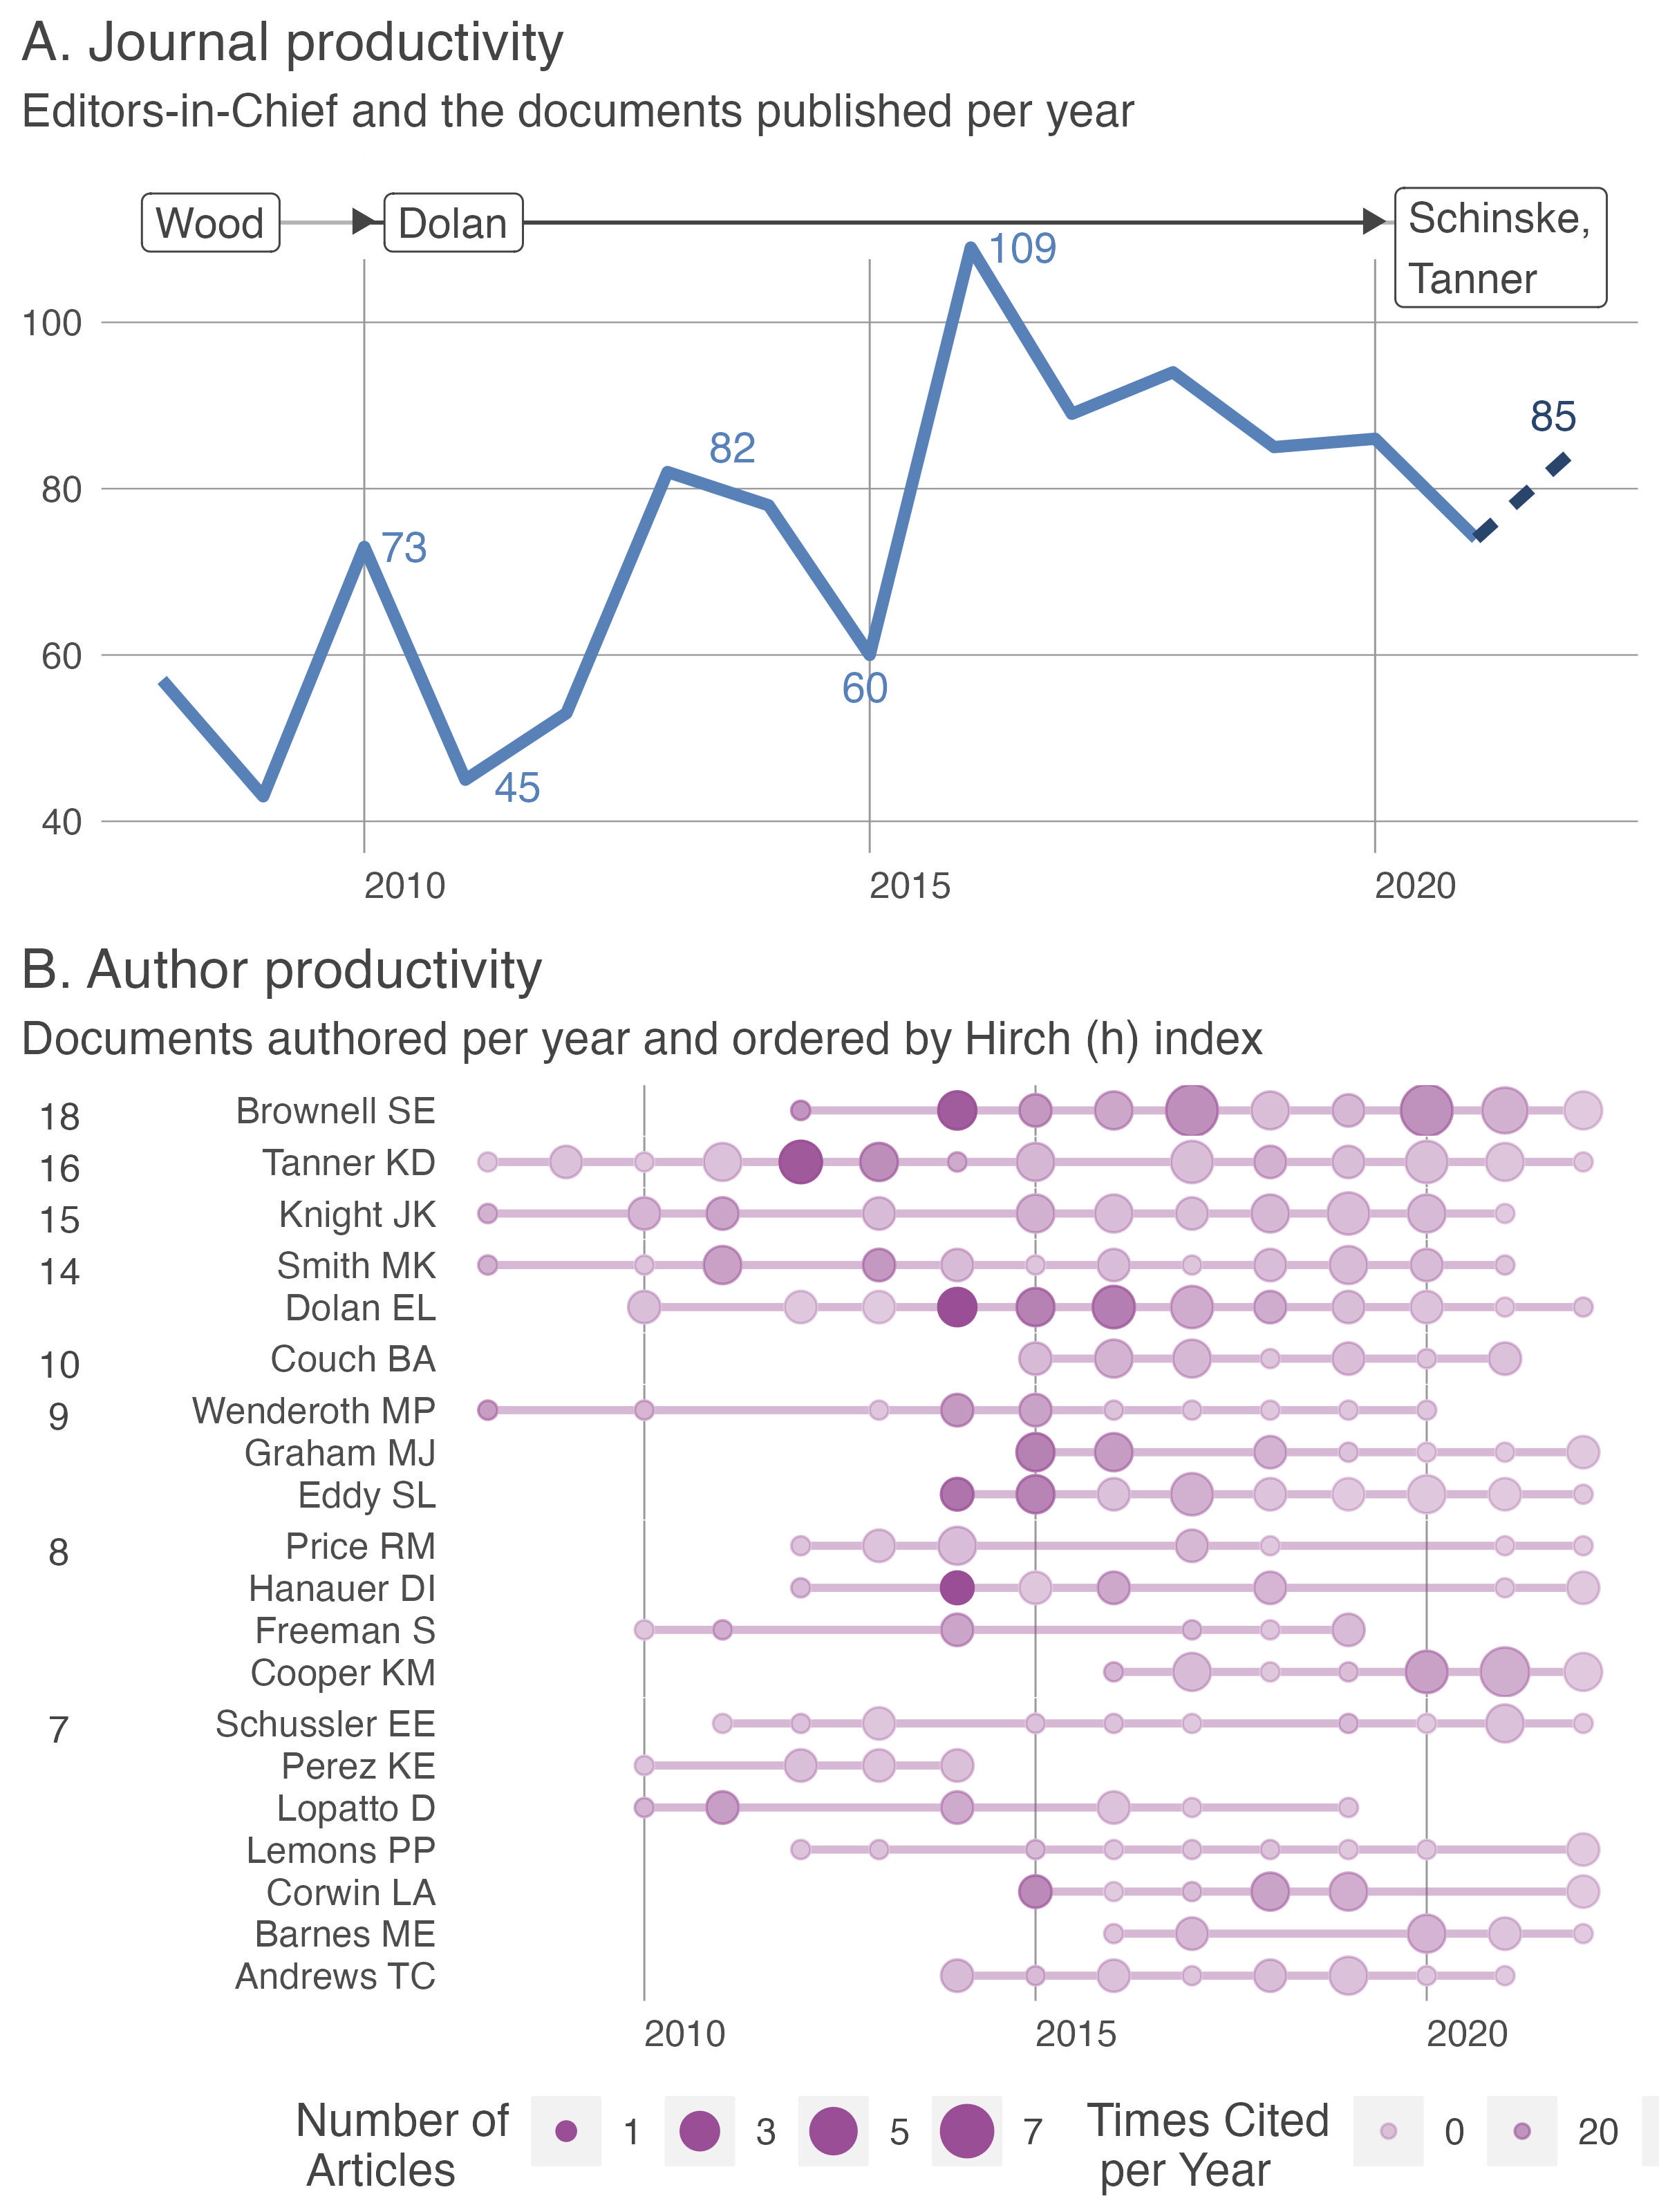 A. Journal productivity
Editors-in-Chief and the documents published per year
Wood
Dolan
Schinske,
Tanner
109
100
85
82
80
73
60
60
45
40
2010 2015 2020
B. Author productivity
Documents authored per year and ordered by Hirch (h) index
18 Brownell SE
16 Tanner KD
15 Knight JK
14 Smith MK
Dolan EL
10 Couch BA
9 Wenderoth MP
Graham MJ
Eddy SL
8 Price RM
Hanauer DI
Freeman S
Cooper KM
7 Schussler EE
Perez KE
Lopatto D
Lemons PP
Corwin LA
Barnes ME
Andrews TC
2010 2015 2020
Number of
Articles
1 3 5 7
Times Cited
per Year
0 20